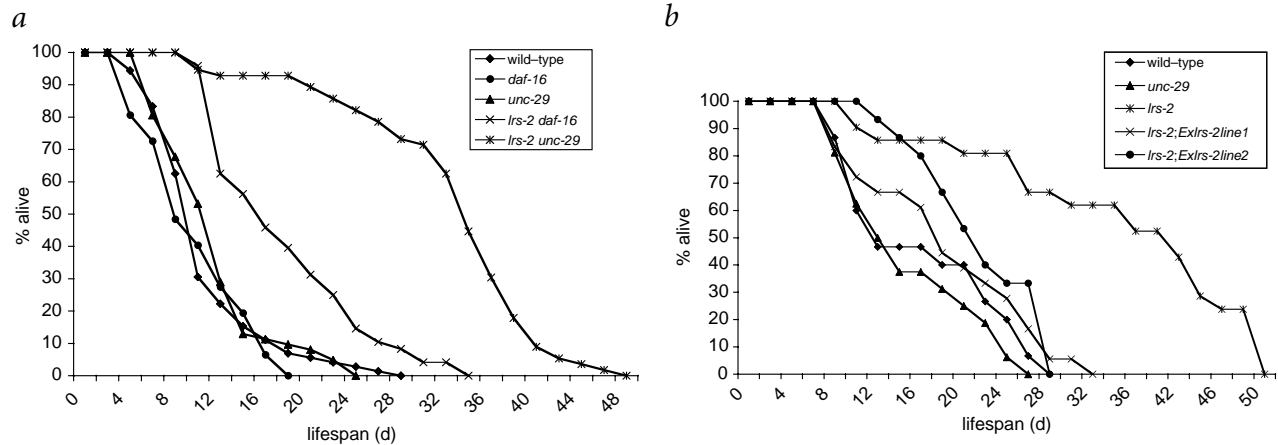 a
100
90
80
70
60
50
40
30
20
10
0
% alive
0 4 8 12 16 20 24 28 32 36 40 44 48
lifespan (d)
wild–type
daf-16
unc-29
lrs-2 daf-16
lrs-2 unc-29
b
100
90
80
70
60
50
40
30
20
10
0
% alive
0 4 8 12 16 20 24 28 32 36 42 46 50
lifespan (d)
wild–type
unc-29
lrs-2
lrs-2;Exlrs-2line1
lrs-2;Exlrs-2line2